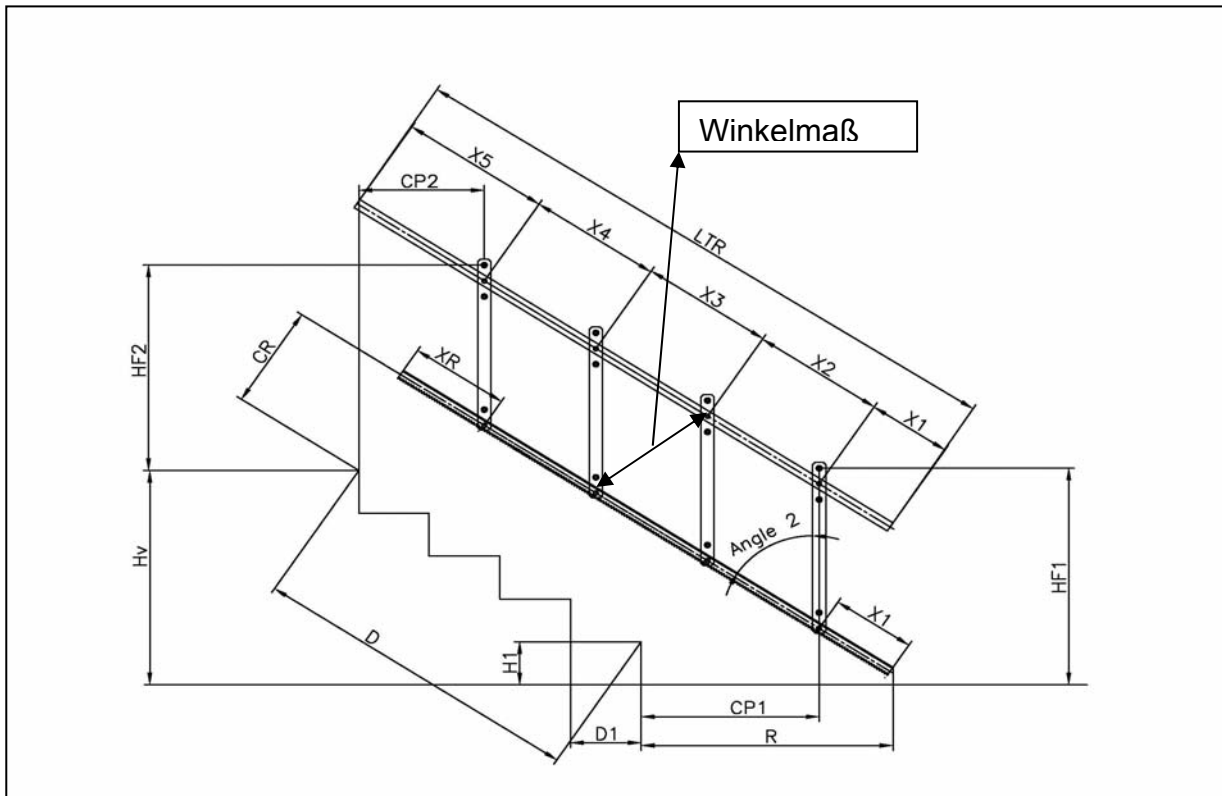 Winkelmaß
X5
CP2
X4
LTR
X3
HF2
CR
XR
X2
X1
Angle 2
HF1
Hv
X1
D
H1
CP1
D1
R